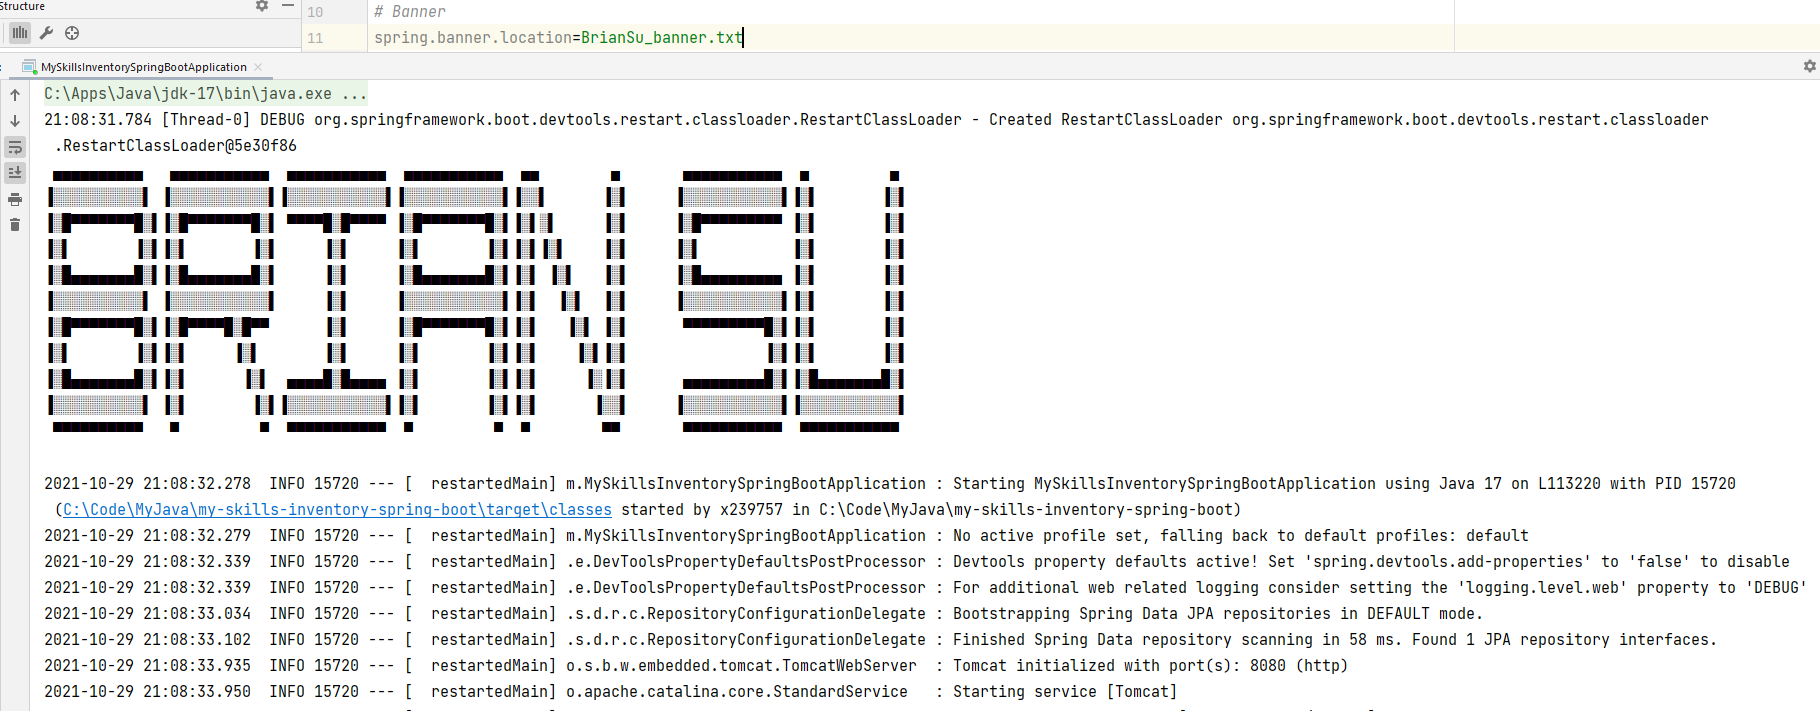 Structure
10 # Banner
11 spring.banner.location=BrianSu_banner.txt
MySkillsInventorySpringBootApplication
C:\Apps\Java\jdk-17\bin\java.exe ...
21:08:31.784 [Thread-0] DEBUG org.springframework.boot.devtools.restart.classloader.RestartClassLoader - Created RestartClassLoader org.springframework.boot.devtools.restart.classloader
.RestartClassLoader@5e30f86
BRIAN SU
2021-10-29 21:08:32.278  INFO 15720 --- [  restartedMain] m.MySkillsInventorySpringBootApplication : Starting MySkillsInventorySpringBootApplication using Java 17 on L113220 with PID 15720
(C:\Code\MyJava\my-skills-inventory-spring-boot\target\classes started by x239757 in C:\Code\MyJava\my-skills-inventory-spring-boot)
2021-10-29 21:08:32.279  INFO 15720 --- [  restartedMain] m.MySkillsInventorySpringBootApplication : No active profile set, falling back to default profiles: default
2021-10-29 21:08:32.339  INFO 15720 --- [  restartedMain] .e.DevToolsPropertyDefaultsPostProcessor : Devtools property defaults active! Set 'spring.devtools.add-properties' to 'false' to disable
2021-10-29 21:08:32.339  INFO 15720 --- [  restartedMain] .e.DevToolsPropertyDefaultsPostProcessor : For additional web related logging consider setting the 'logging.level.web' property to 'DEBUG'
2021-10-29 21:08:33.034  INFO 15720 --- [  restartedMain] .s.d.r.c.RepositoryConfigurationDelegate : Bootstrapping Spring Data JPA repositories in DEFAULT mode.
2021-10-29 21:08:33.102  INFO 15720 --- [  restartedMain] .s.d.r.c.RepositoryConfigurationDelegate : Finished Spring Data repository scanning in 58 ms. Found 1 JPA repository interfaces.
2021-10-29 21:08:33.935  INFO 15720 --- [  restartedMain] o.s.b.w.embedded.tomcat.TomcatWebServer  : Tomcat initialized with port(s): 8080 (http)
2021-10-29 21:08:33.950  INFO 15720 --- [  restartedMain] o.apache.catalina.core.StandardService   : Starting service [Tomcat]